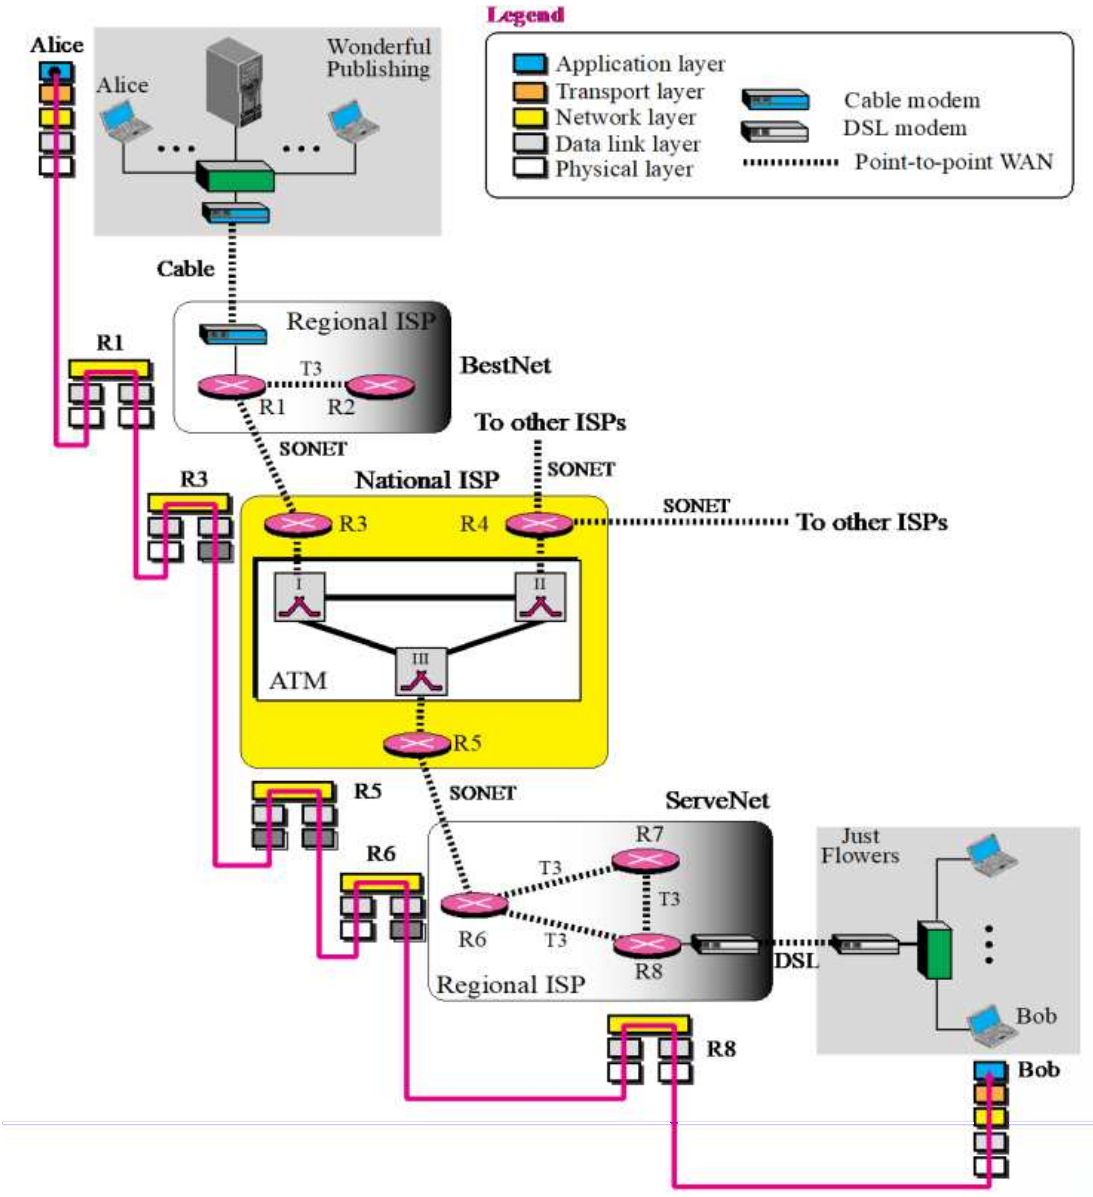 Legend
Alice
Wonderful
Publishing
Alice
Application layer
Transport layer
Network layer
Data link layer
Physical layer
Cable modem
DSL modem
Point-to-point WAN
Cable
R1
Regional ISP
BestNet
T3
R1
R2
SONET
To other ISPs
SONET
National ISP
R3
R3
R4
SONET
To other ISPs
I
II
III
ATM
R5
SONET
R5
ServeNet
R6
R7
T3
T3
R6
T3
R8
Regional ISP
DSL
Just
Flowers
Bob
R8
Bob